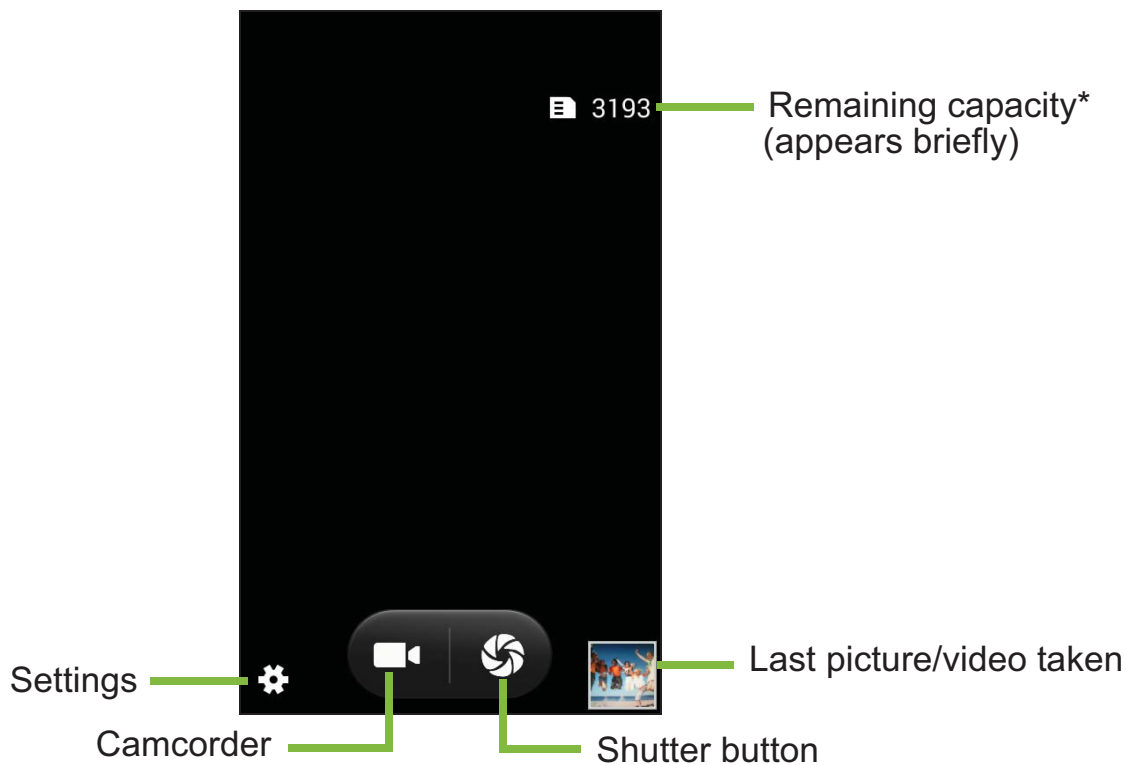 3193
Remaining capacity*
(appears briefly)
Last picture/video taken
Settings
Camcorder
Shutter button